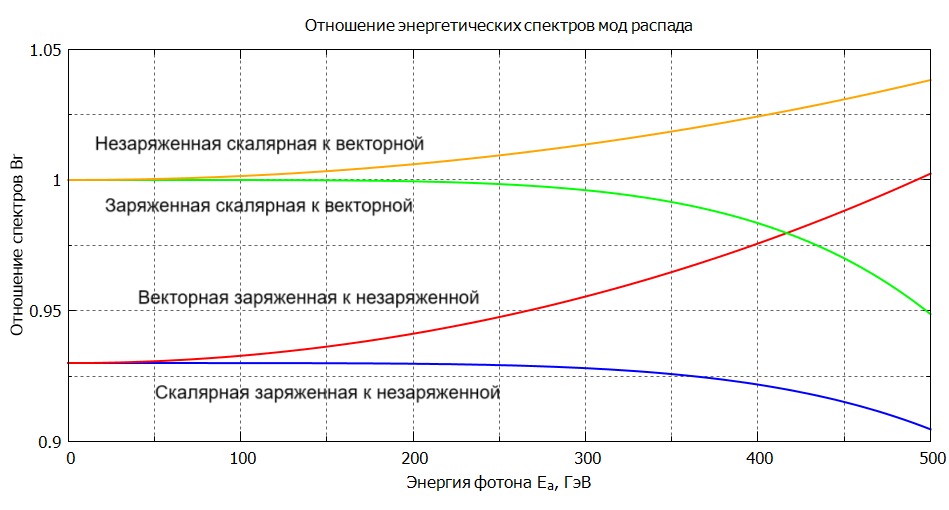 Отношение энергетических спектров мод распада
1.05
Незаряженная скалярная к векторной
1
Заряженная скалярная к векторной
Отношение спектров Br
Векторная заряженная к незаряженной
0.95
Скалярная заряженная к незаряженной
0.9
0 100 200 300 400 500
Энергия фотона Eₐ, ГэВ